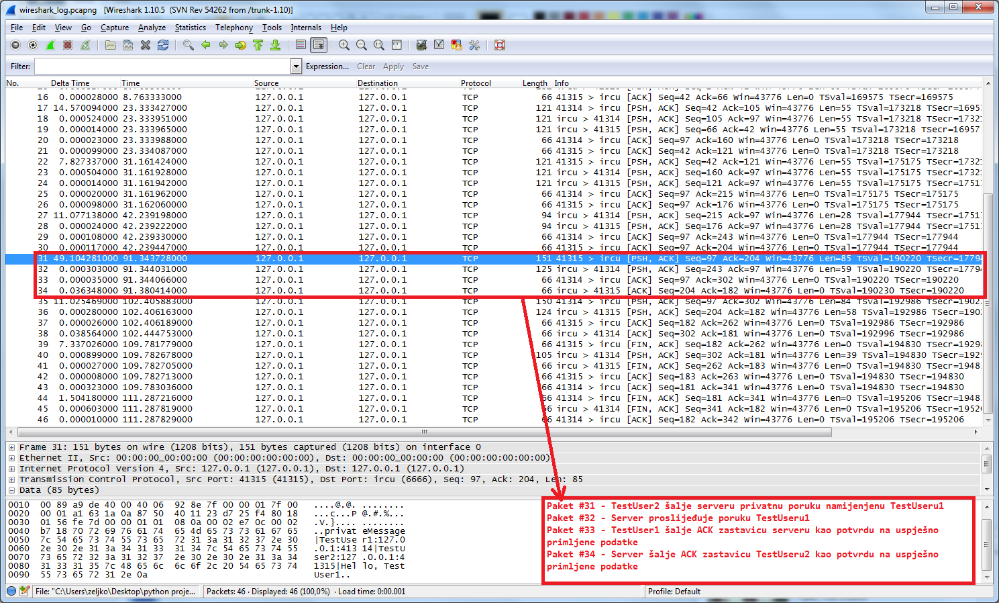 wireshark_log.pcapng   [Wireshark 1.10.5  (SVN Rev 54262 from /trunk-1.10)]
File Edit View Go Capture Analyze Statistics Telephony Tools Internals Help
Filter: Expression... Clear Apply Save
No. Delta Time Time Source Destination Protocol Length Info
16 0.000028000 8.763333000 127.0.0.1 127.0.0.1 TCP 66 41315 > ircu [ACK] Seq=42 Ack=66 Win=43776 Len=0 TSval=169575 TSecr=169575
17 14.570094000 23.333427000 127.0.0.1 127.0.0.1 TCP 121 41314 > ircu [PSH, ACK] Seq=42 Ack=105 Win=43776 Len=55 TSval=173218 TSecr=1695
18 0.000524000 23.333951000 127.0.0.1 127.0.0.1 TCP 121 ircu > 41314 [PSH, ACK] Seq=105 Ack=97 Win=43776 Len=55 TSval=173218 TSecr=1732
19 0.000014000 23.333965000 127.0.0.1 127.0.0.1 TCP 121 ircu > 41315 [PSH, ACK] Seq=66 Ack=42 Win=43776 Len=55 TSval=173218 TSecr=16957
20 0.000023000 23.333988000 127.0.0.1 127.0.0.1 TCP 66 41314 > ircu [ACK] Seq=97 Ack=160 Win=43776 Len=0 TSval=173218 TSecr=173218
21 0.000099000 23.334087000 127.0.0.1 127.0.0.1 TCP 66 41315 > ircu [ACK] Seq=42 Ack=121 Win=43776 Len=0 TSval=173218 TSecr=173218
22 7.827337000 31.161424000 127.0.0.1 127.0.0.1 TCP 121 41315 > ircu [PSH, ACK] Seq=42 Ack=121 Win=43776 Len=55 TSval=175175 TSecr=1732
23 0.000504000 31.161928000 127.0.0.1 127.0.0.1 TCP 121 ircu > 41314 [PSH, ACK] Seq=160 Ack=97 Win=43776 Len=55 TSval=175175 TSecr=1732
24 0.000014000 31.161942000 127.0.0.1 127.0.0.1 TCP 121 ircu > 41315 [PSH, ACK] Seq=121 Ack=97 Win=43776 Len=55 TSval=175175 TSecr=1751
25 0.000020000 31.161962000 127.0.0.1 127.0.0.1 TCP 66 41314 > ircu [ACK] Seq=97 Ack=215 Win=43776 Len=0 TSval=175175 TSecr=175175
26 0.000098000 31.162060000 127.0.0.1 127.0.0.1 TCP 66 41315 > ircu [ACK] Seq=97 Ack=176 Win=43776 Len=0 TSval=175175 TSecr=175175
27 11.077138000 42.239198000 127.0.0.1 127.0.0.1 TCP 94 ircu > 41314 [PSH, ACK] Seq=215 Ack=97 Win=43776 Len=28 TSval=177944 TSecr=1751
28 0.000024000 42.239222000 127.0.0.1 127.0.0.1 TCP 94 ircu > 41315 [PSH, ACK] Seq=176 Ack=97 Win=43776 Len=28 TSval=177944 TSecr=1751
29 0.000108000 42.239330000 127.0.0.1 127.0.0.1 TCP 66 41314 > ircu [ACK] Seq=97 Ack=243 Win=43776 Len=0 TSval=177944 TSecr=177944
30 0.000117000 42.239447000 127.0.0.1 127.0.0.1 TCP 66 41315 > ircu [ACK] Seq=97 Ack=204 Win=43776 Len=0 TSval=177944 TSecr=177944
31 49.104281000 91.343728000 127.0.0.1 127.0.0.1 TCP 151 41315 > ircu [PSH, ACK] Seq=97 Ack=204 Win=43776 Len=85 TSval=190220 TSecr=1779
32 0.000303000 91.344031000 127.0.0.1 127.0.0.1 TCP 125 ircu > 41314 [PSH, ACK] Seq=243 Ack=97 Win=43776 Len=59 TSval=190220 TSecr=1779
33 0.000035000 91.344066000 127.0.0.1 127.0.0.1 TCP 66 41314 > ircu [ACK] Seq=97 Ack=302 Win=43776 Len=0 TSval=190220 TSecr=190220
34 0.036348000 91.380414000 127.0.0.1 127.0.0.1 TCP 66 ircu > 41315 [ACK] Seq=204 Ack=182 Win=43776 Len=0 TSval=190230 TSecr=190220
35 11.025469000 102.405883000 127.0.0.1 127.0.0.1 TCP 150 41314 > ircu [PSH, ACK] Seq=97 Ack=302 Win=43776 Len=84 TSval=192986 TSecr=1902
36 0.000280000 102.406163000 127.0.0.1 127.0.0.1 TCP 124 ircu > 41315 [PSH, ACK] Seq=204 Ack=182 Win=43776 Len=58 TSval=192986 TSecr=190
37 0.000026000 102.406189000 127.0.0.1 127.0.0.1 TCP 66 41315 > ircu [ACK] Seq=182 Ack=262 Win=43776 Len=0 TSval=192986 TSecr=192986
38 0.038564000 102.444753000 127.0.0.1 127.0.0.1 TCP 66 ircu > 41314 [ACK] Seq=302 Ack=181 Win=43776 Len=0 TSval=192996 TSecr=192986
39 7.337026000 109.781779000 127.0.0.1 127.0.0.1 TCP 66 41315 > ircu [FIN, ACK] Seq=182 Ack=262 Win=43776 Len=0 TSval=194830 TSecr=1929
40 0.000899000 109.782678000 127.0.0.1 127.0.0.1 TCP 105 ircu > 41314 [PSH, ACK] Seq=302 Ack=181 Win=43776 Len=39 TSval=194830 TSecr=192
41 0.000027000 109.782705000 127.0.0.1 127.0.0.1 TCP 66 ircu > 41315 [FIN, ACK] Seq=262 Ack=183 Win=43776 Len=0 TSval=194830 TSecr=1948
42 0.000008000 109.782713000 127.0.0.1 127.0.0.1 TCP 66 41315 > ircu [ACK] Seq=183 Ack=263 Win=43776 Len=0 TSval=194830 TSecr=194830
43 0.000323000 109.783036000 127.0.0.1 127.0.0.1 TCP 66 41314 > ircu [ACK] Seq=181 Ack=341 Win=43776 Len=0 TSval=194830 TSecr=194830
44 1.504180000 111.287216000 127.0.0.1 127.0.0.1 TCP 66 41314 > ircu [FIN, ACK] Seq=181 Ack=341 Win=43776 Len=0 TSval=195206 TSecr=1948
45 0.000603000 111.287819000 127.0.0.1 127.0.0.1 TCP 66 ircu > 41314 [FIN, ACK] Seq=341 Ack=182 Win=43776 Len=0 TSval=195206 TSecr=1952
46 0.000010000 111.287829000 127.0.0.1 127.0.0.1 TCP 66 41314 > ircu [ACK] Seq=182 Ack=342 Win=43776 Len=0 TSval=195206 TSecr=195206
Frame 31: 151 bytes on wire (1208 bits), 151 bytes captured (1208 bits) on interface 0
Ethernet II, Src: 00:00:00_00:00:00 (00:00:00:00:00:00), Dst: 00:00:00_00:00:00 (00:00:00:00:00:00)
Internet Protocol Version 4, Src: 127.0.0.1 (127.0.0.1), Dst: 127.0.0.1 (127.0.0.1)
Transmission Control Protocol, Src Port: 41315 (41315), Dst Port: ircu (6666), Seq: 97, Ack: 204, Len: 85
Data (85 bytes)
0010 00 89 a9 de 40 00 40 06 92 8e 7f 00 00 01 7f 00 ....@.@. ........
0020 00 01 a1 63 1a 0a 87 50 40 11 23 d7 25 f4 80 18 ...c...P @.#.%...
0030 01 56 fe 7d 00 00 01 01 08 0a 00 02 e7 0c 00 02 .V.}.... ........
0040 b7 18 70 72 69 76 61 74 65 4d 65 73 73 61 67 65 ..privat eMessage
0050 7c 54 65 73 74 55 73 65 72 31 3a 31 32 37 2e 30 |TestUse r1:127.0
0060 2e 30 2e 31 3a 34 31 33 31 34 7c 54 65 73 74 55 .0.1:413 14|TestU
0070 73 65 72 32 3a 31 32 37 2e 30 2e 30 2e 31 3a 34 ser2:127 .0.0.1:4
0080 31 33 31 35 7c 48 65 6c 6c 6f 2c 20 54 65 73 74 1315|Hel lo, Test
0090 55 73 65 72 31 2e 0a User1..
Paket #31 - TestUser2 šalje serveru privatnu poruku namijenjenu TestUseru1
Paket #32 - Server proslijeđuje poruku TestUseru1
Paket #33 - TestUser1 šalje ACK zastavicu serveru kao potvrdu na uspješno
primljene podatke
Paket #34 - Server šalje ACK zastavicu TestUseru2 kao potvrdu na uspješno
primljene podatke
File: "C:\Users\zeljko\Desktop\python proje... Packets: 46 · Displayed: 46 (100,0%) · Load time: 0:00.001 Profile: Default